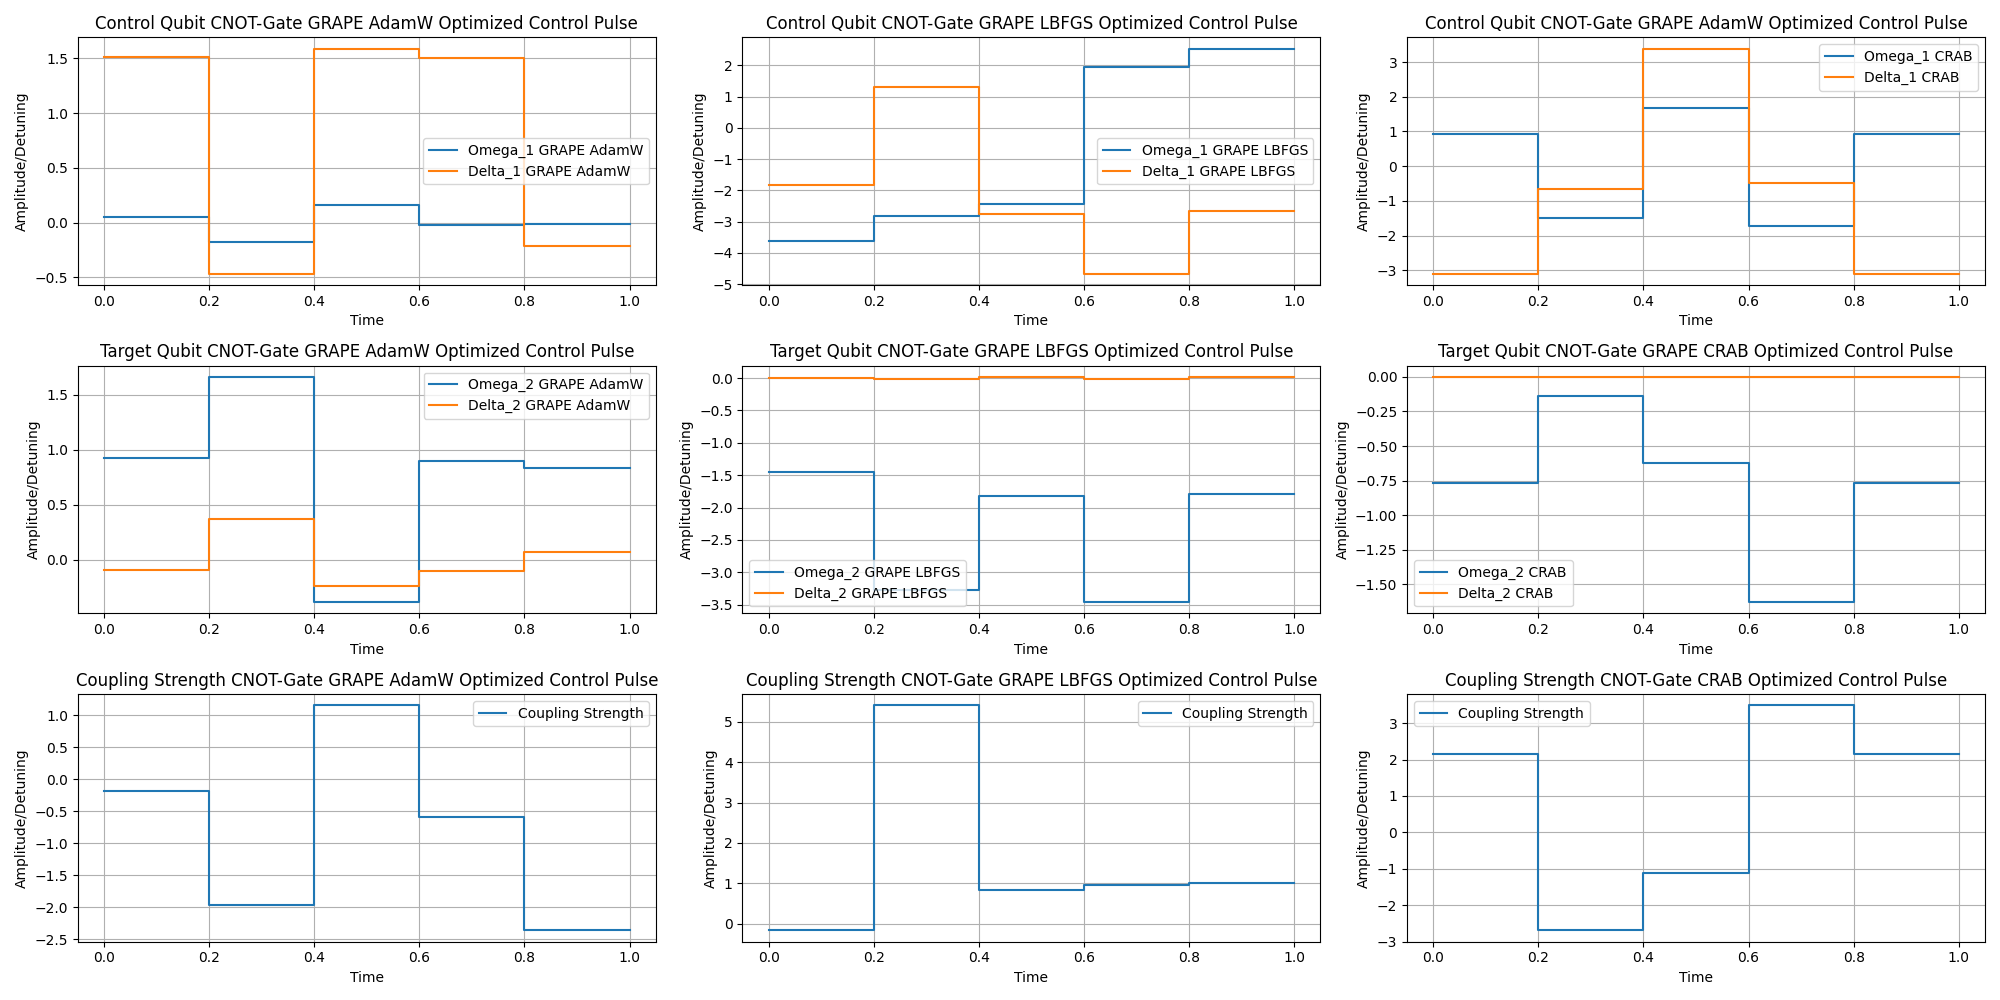 Control Qubit CNOT-Gate GRAPE AdamW Optimized Control Pulse
Amplitude/Detuning
1.5
1.0
0.5
0.0
−0.5
Omega_1 GRAPE AdamW
Delta_1 GRAPE AdamW
0.0 0.2 0.4 0.6 0.8 1.0
Time
Control Qubit CNOT-Gate GRAPE LBFGS Optimized Control Pulse
Amplitude/Detuning
2
1
0
−1
−2
−3
−4
−5
Omega_1 GRAPE LBFGS
Delta_1 GRAPE LBFGS
0.0 0.2 0.4 0.6 0.8 1.0
Time
Control Qubit CNOT-Gate GRAPE AdamW Optimized Control Pulse
Amplitude/Detuning
3
2
1
0
−1
−2
−3
Omega_1 CRAB
Delta_1 CRAB
0.0 0.2 0.4 0.6 0.8 1.0
Time
Target Qubit CNOT-Gate GRAPE AdamW Optimized Control Pulse
Amplitude/Detuning
1.5
1.0
0.5
0.0
Omega_2 GRAPE AdamW
Delta_2 GRAPE AdamW
0.0 0.2 0.4 0.6 0.8 1.0
Time
Target Qubit CNOT-Gate GRAPE LBFGS Optimized Control Pulse
Amplitude/Detuning
0.0
−0.5
−1.0
−1.5
−2.0
−2.5
−3.0
−3.5
Omega_2 GRAPE LBFGS
Delta_2 GRAPE LBFGS
0.0 0.2 0.4 0.6 0.8 1.0
Time
Target Qubit CNOT-Gate GRAPE CRAB Optimized Control Pulse
Amplitude/Detuning
0.00
−0.25
−0.50
−0.75
−1.00
−1.25
−1.50
Omega_2 CRAB
Delta_2 CRAB
0.0 0.2 0.4 0.6 0.8 1.0
Time
Coupling Strength CNOT-Gate GRAPE AdamW Optimized Control Pulse
Amplitude/Detuning
1.0
0.5
0.0
−0.5
−1.0
−1.5
−2.0
−2.5
Coupling Strength
0.0 0.2 0.4 0.6 0.8 1.0
Time
Coupling Strength CNOT-Gate GRAPE LBFGS Optimized Control Pulse
Amplitude/Detuning
5
4
3
2
1
0
Coupling Strength
0.0 0.2 0.4 0.6 0.8 1.0
Time
Coupling Strength CNOT-Gate CRAB Optimized Control Pulse
Amplitude/Detuning
3
2
1
0
−1
−2
−3
Coupling Strength
0.0 0.2 0.4 0.6 0.8 1.0
Time